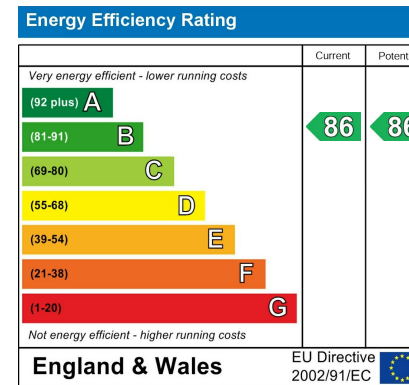 Energy Efficiency Rating
Current Potent
Very energy efficient - lower running costs
(92 plus) A
(81-91) B
86 86
(69-80) C
(55-68) D
(39-54) E
(21-38) F
(1-20) G
Not energy efficient - higher running costs
England & Wales
EU Directive
2002/91/EC